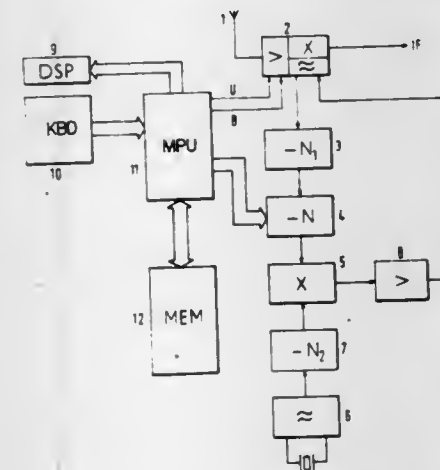 1
2
> X
≈
IF
9
DSP
U
B
KBD
MPU
- N₁
3
10
11
- N
4
8
X
5
>
12
MEM
- N₂
7
≈
6